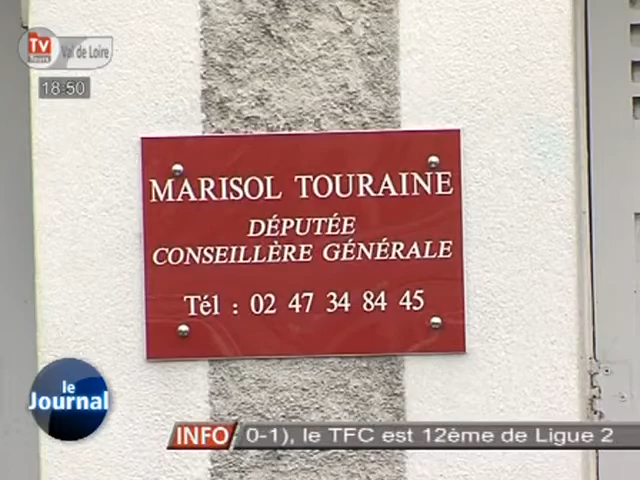 TV
Tours
Val de Loire
18:50
MARISOL TOURAINE
DÉPUTÉE
CONSEILLÈRE GÉNÉRALE
Tél : 02 47 34 84 45
le
Journal
INFO 0-1), le TFC est 12ème de Ligue 2